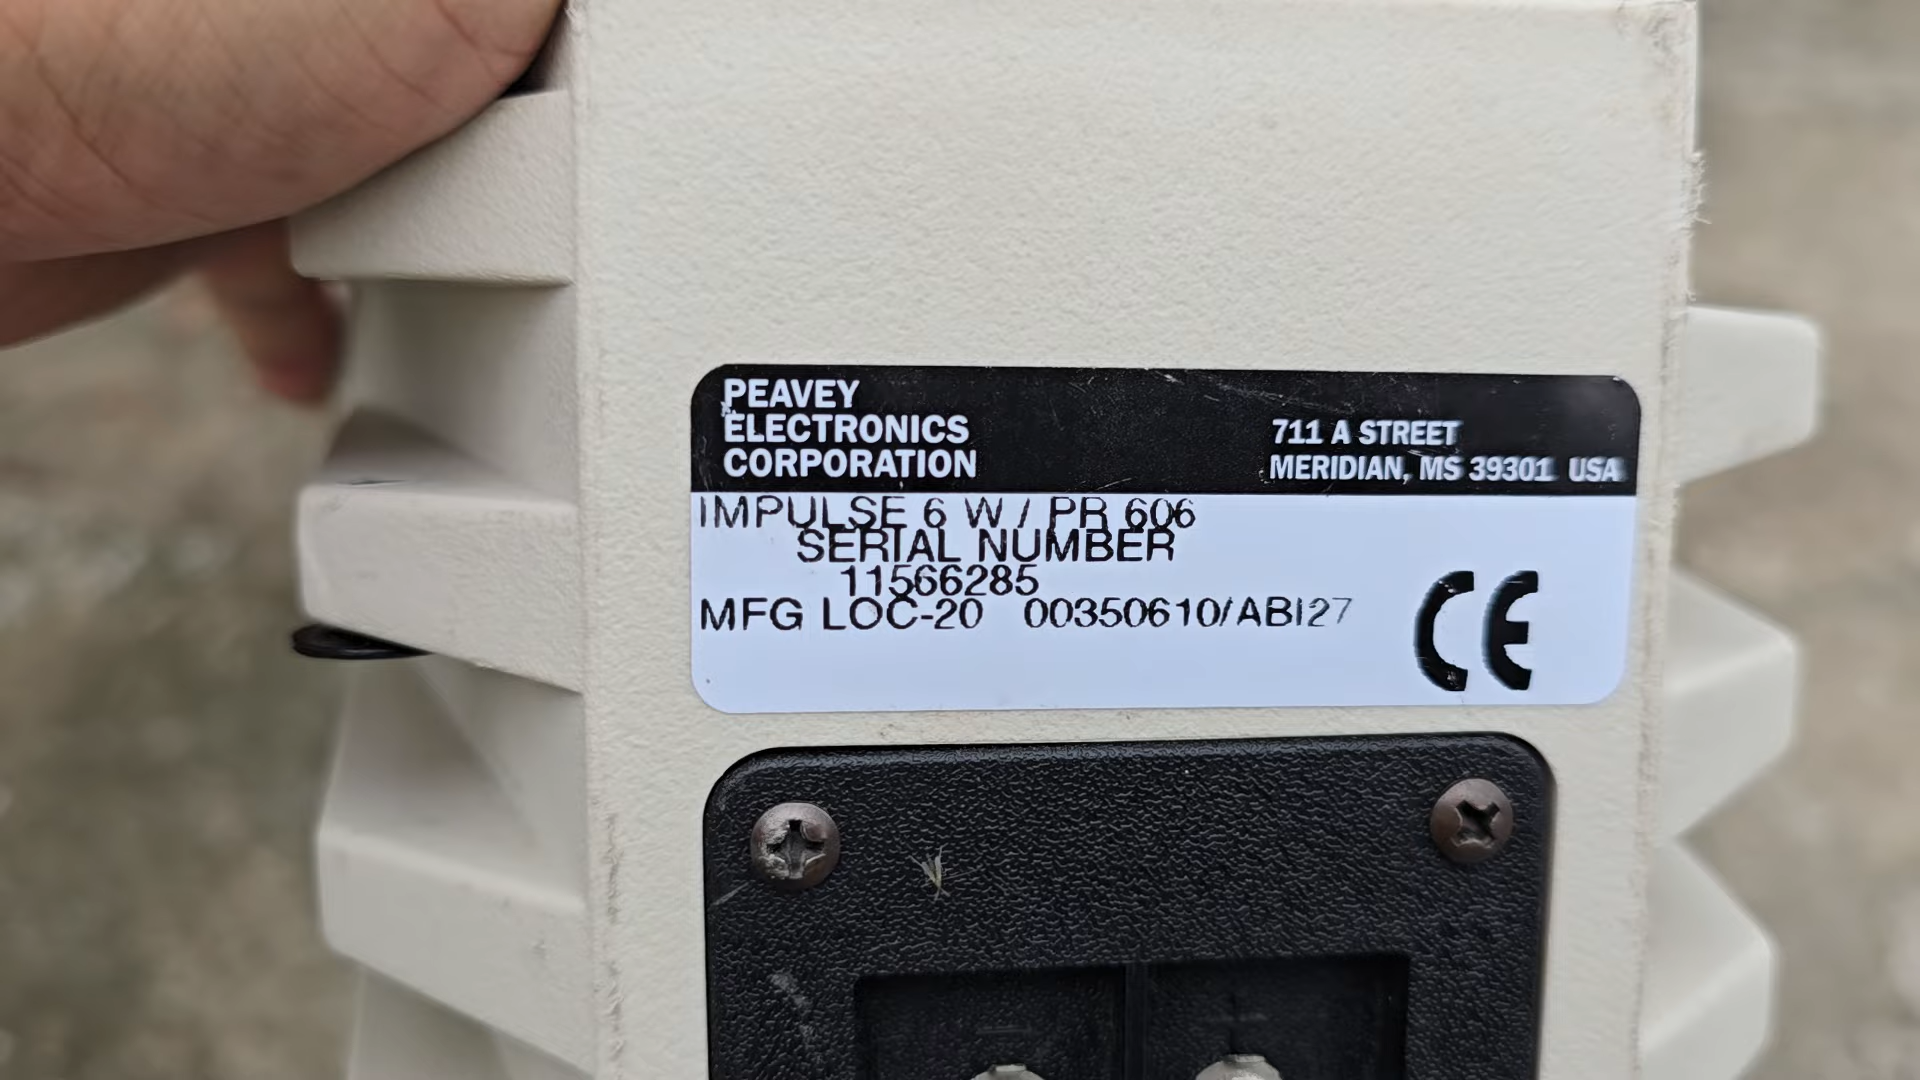 PEAVEY
ELECTRONICS
CORPORATION
711 A STREET
MERIDIAN, MS 39301 USA
IMPULSE 6 W/ PR 606
SERIAL NUMBER
11566285
MFG LOC-20 00350610/ABI27
CE